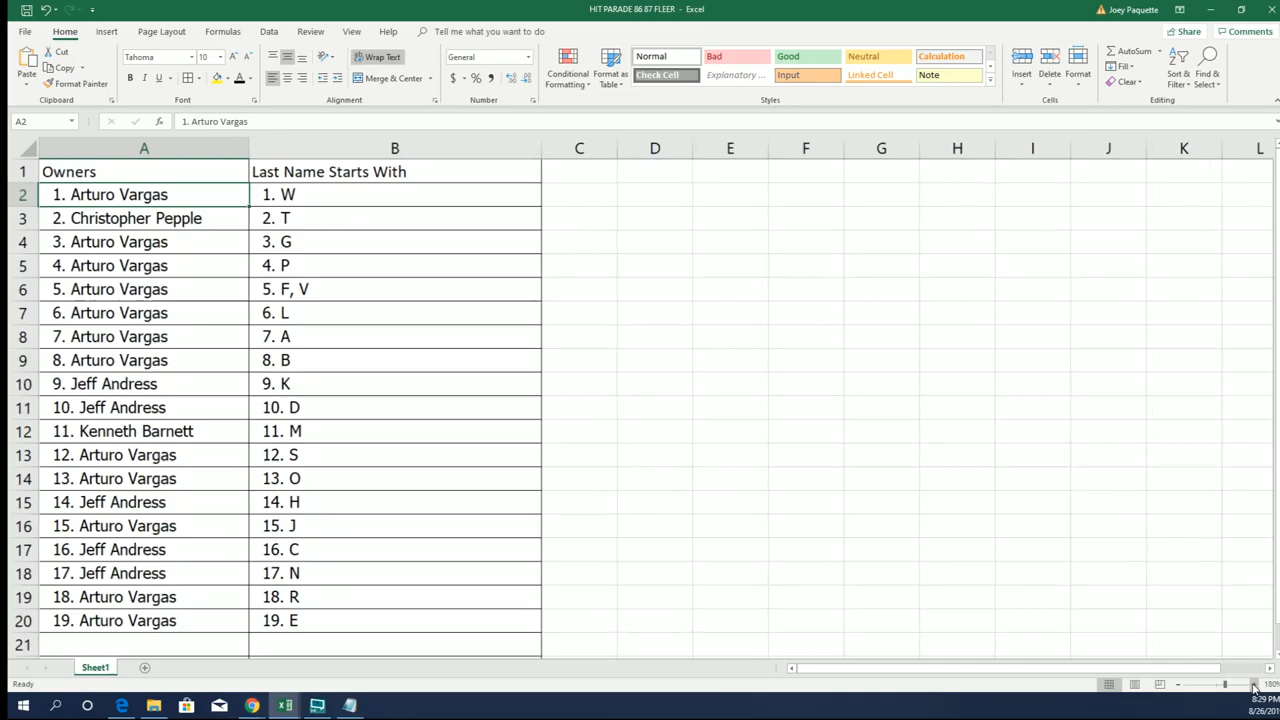 HIT PARADE 86 87 FLEER - Excel
Joey Paquette
File Home Insert Page Layout Formulas Data Review View Help Tell me what you want to do
Share Comments
Cut
Copy
Format Painter
Paste
Clipboard
Tahoma 10
B I U
Font
Wrap Text
Merge & Center
Alignment
General
$ % ,
Number
Conditional Formatting
Format as Table
Normal Bad Good Neutral Calculation
Check Cell Explanatory ... Input Linked Cell Note
Styles
Insert Delete Format
Cells
AutoSum
Fill
Clear
Sort & Filter
Find & Select
Editing
A2 fx 1. Arturo Vargas
A B C D E F G H I J K L
1 Owners Last Name Starts With
2 1. Arturo Vargas 1. W
3 2. Christopher Pepple 2. T
4 3. Arturo Vargas 3. G
5 4. Arturo Vargas 4. P
6 5. Arturo Vargas 5. F, V
7 6. Arturo Vargas 6. L
8 7. Arturo Vargas 7. A
9 8. Arturo Vargas 8. B
10 9. Jeff Andress 9. K
11 10. Jeff Andress 10. D
12 11. Kenneth Barnett 11. M
13 12. Arturo Vargas 12. S
14 13. Arturo Vargas 13. O
15 14. Jeff Andress 14. H
16 15. Arturo Vargas 15. J
17 16. Jeff Andress 16. C
18 17. Jeff Andress 17. N
19 18. Arturo Vargas 18. R
20 19. Arturo Vargas 19. E
21
Sheet1
Ready
180%
8:29 PM
8/26/201